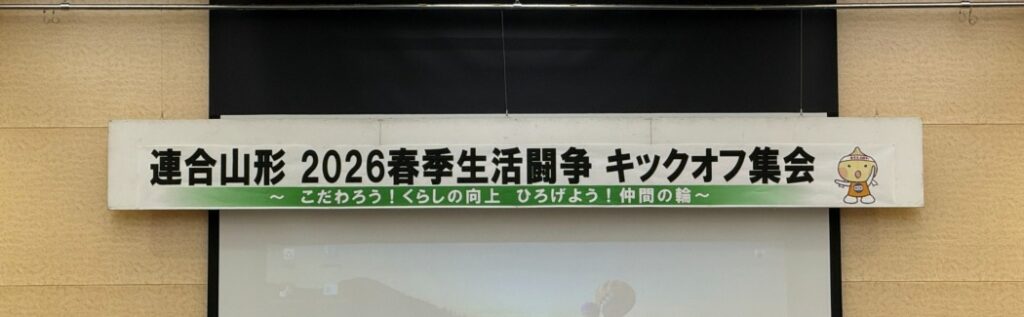 連合山形 2026春季生活闘争 キックオフ集会
～ こだわろう！くらしの向上 ひろげよう！仲間の輪～